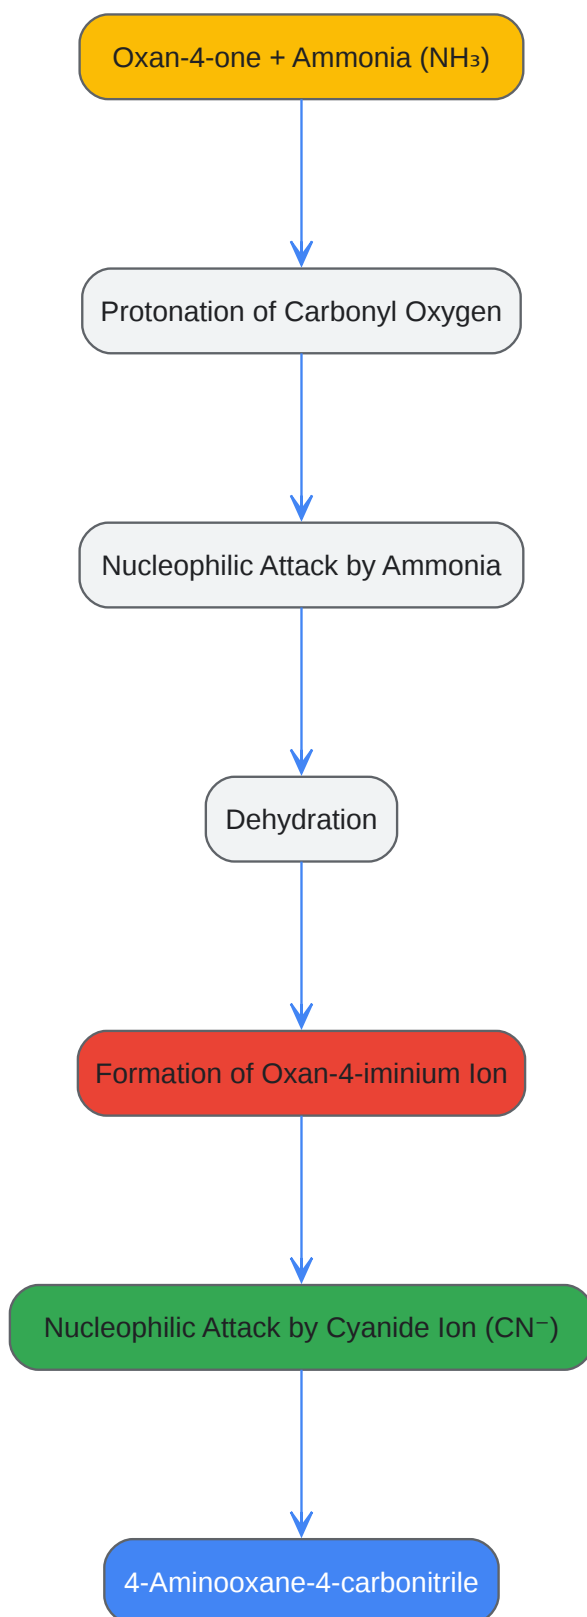 Oxan-4-one + Ammonia (NH₃)
Protonation of Carbonyl Oxygen
Nucleophilic Attack by Ammonia
Dehydration
Formation of Oxan-4-iminium Ion
Nucleophilic Attack by Cyanide Ion (CN⁻)
4-Aminooxane-4-carbonitrile